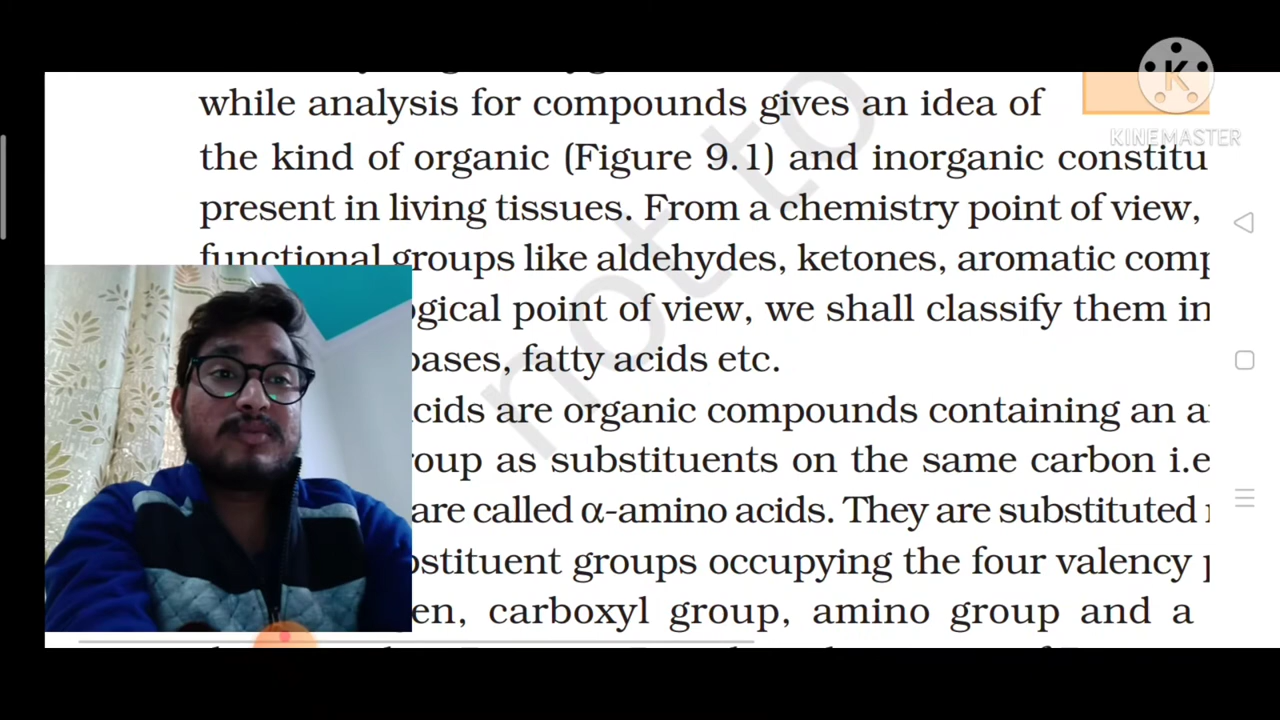 while analysis for compounds gives an idea of
the kind of organic (Figure 9.1) and inorganic constitu
present in living tissues. From a chemistry point of view,
functional groups like aldehydes, ketones, aromatic comp
ogical point of view, we shall classify them in
bases, fatty acids etc.
cids are organic compounds containing an a
roup as substituents on the same carbon i.e
are called α-amino acids. They are substituted
bstituent groups occupying the four valency p
en, carboxyl group, amino group and a
not to
K
KINEMASTER